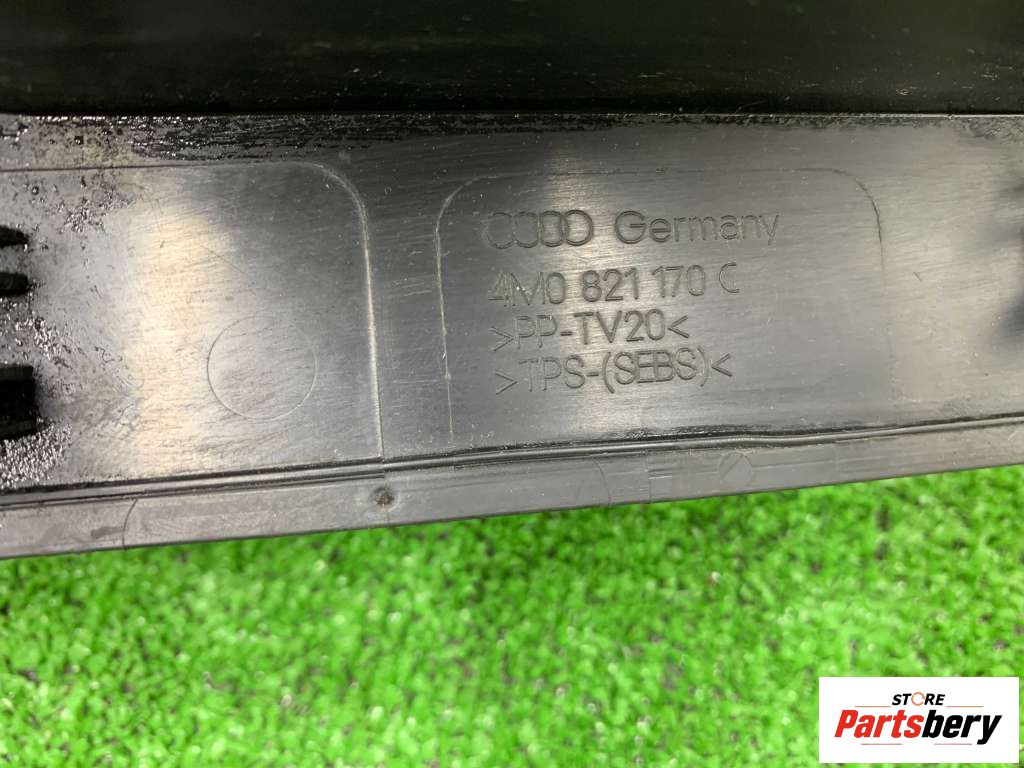 Germany
4M0 821 170 C
>PP-TV20<
>TPS-(SEBS)<
STORE
Partsbery